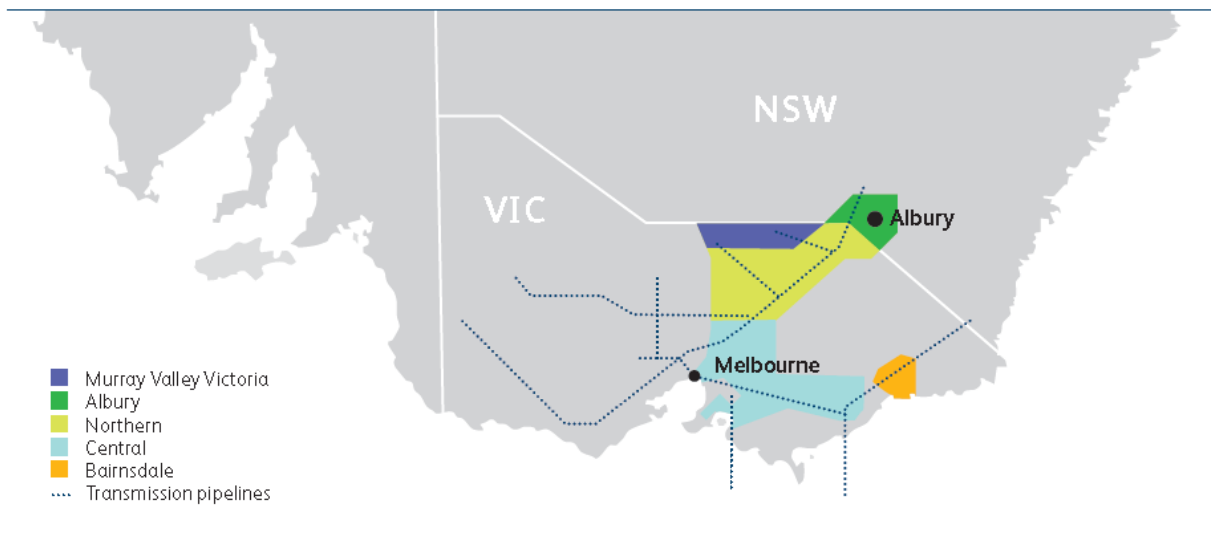 NSW
VIC
Albury
Melbourne
Murray Valley Victoria
Albury
Northern
Central
Bairnsdale
Transmission pipelines